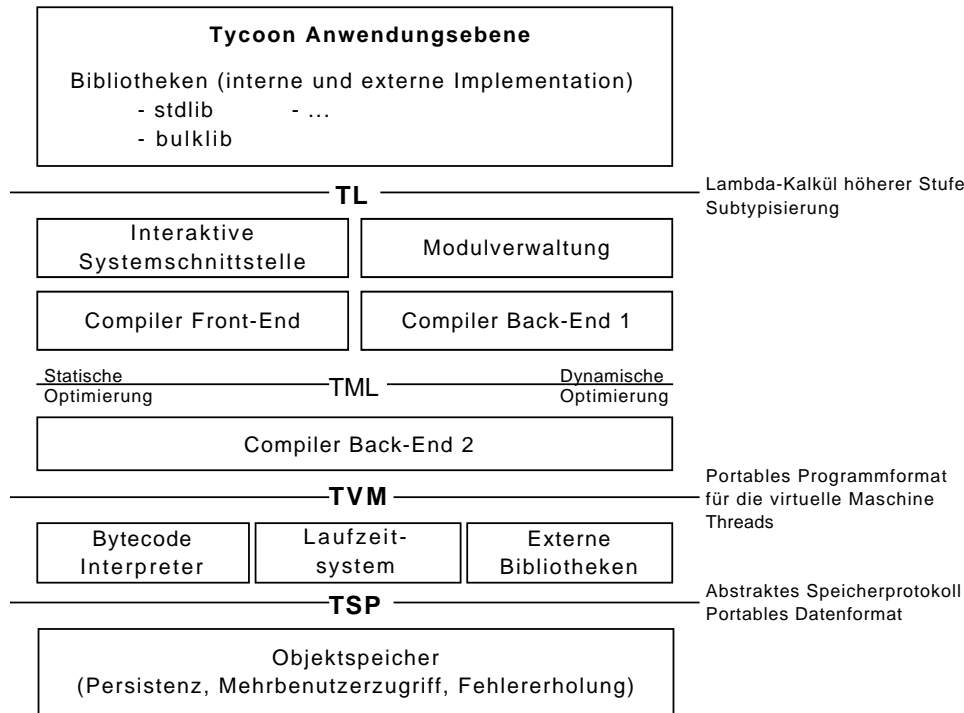 Tycoon Anwendungsebene
Bibliotheken (interne und externe Implementation)
- stdlib - ...
- bulklib
TL
Lambda-Kalkül höherer Stufe
Subtypisierung
Interaktive
Systemschnittstelle
Modulverwaltung
Compiler Front-End
Compiler Back-End 1
Statische
Optimierung
TML
Dynamische
Optimierung
Compiler Back-End 2
TVM
Portables Programmformat
für die virtuelle Maschine
Threads
Bytecode
Interpreter
Laufzeit-
system
Externe
Bibliotheken
TSP
Abstraktes Speicherprotokoll
Portables Datenformat
Objektspeicher
(Persistenz, Mehrbenutzerzugriff, Fehlererholung)